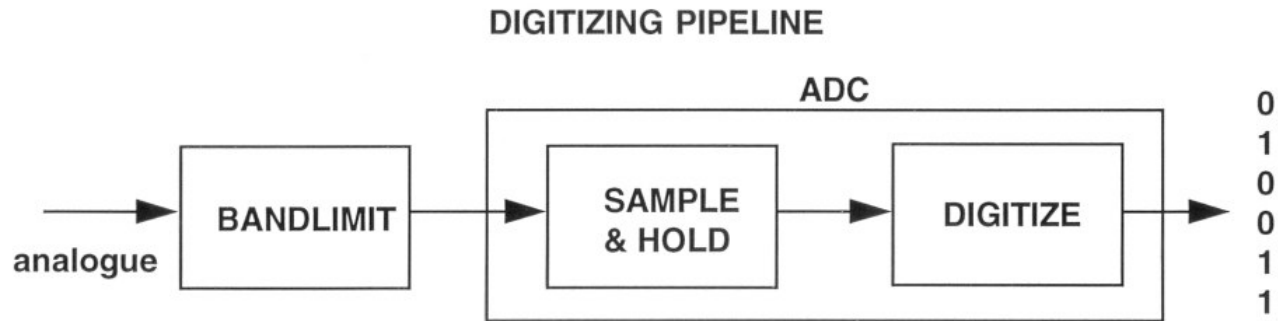 DIGITIZING PIPELINE
ADC
analogue
BANDLIMIT
SAMPLE
& HOLD
DIGITIZE
0
1
0
0
1
1